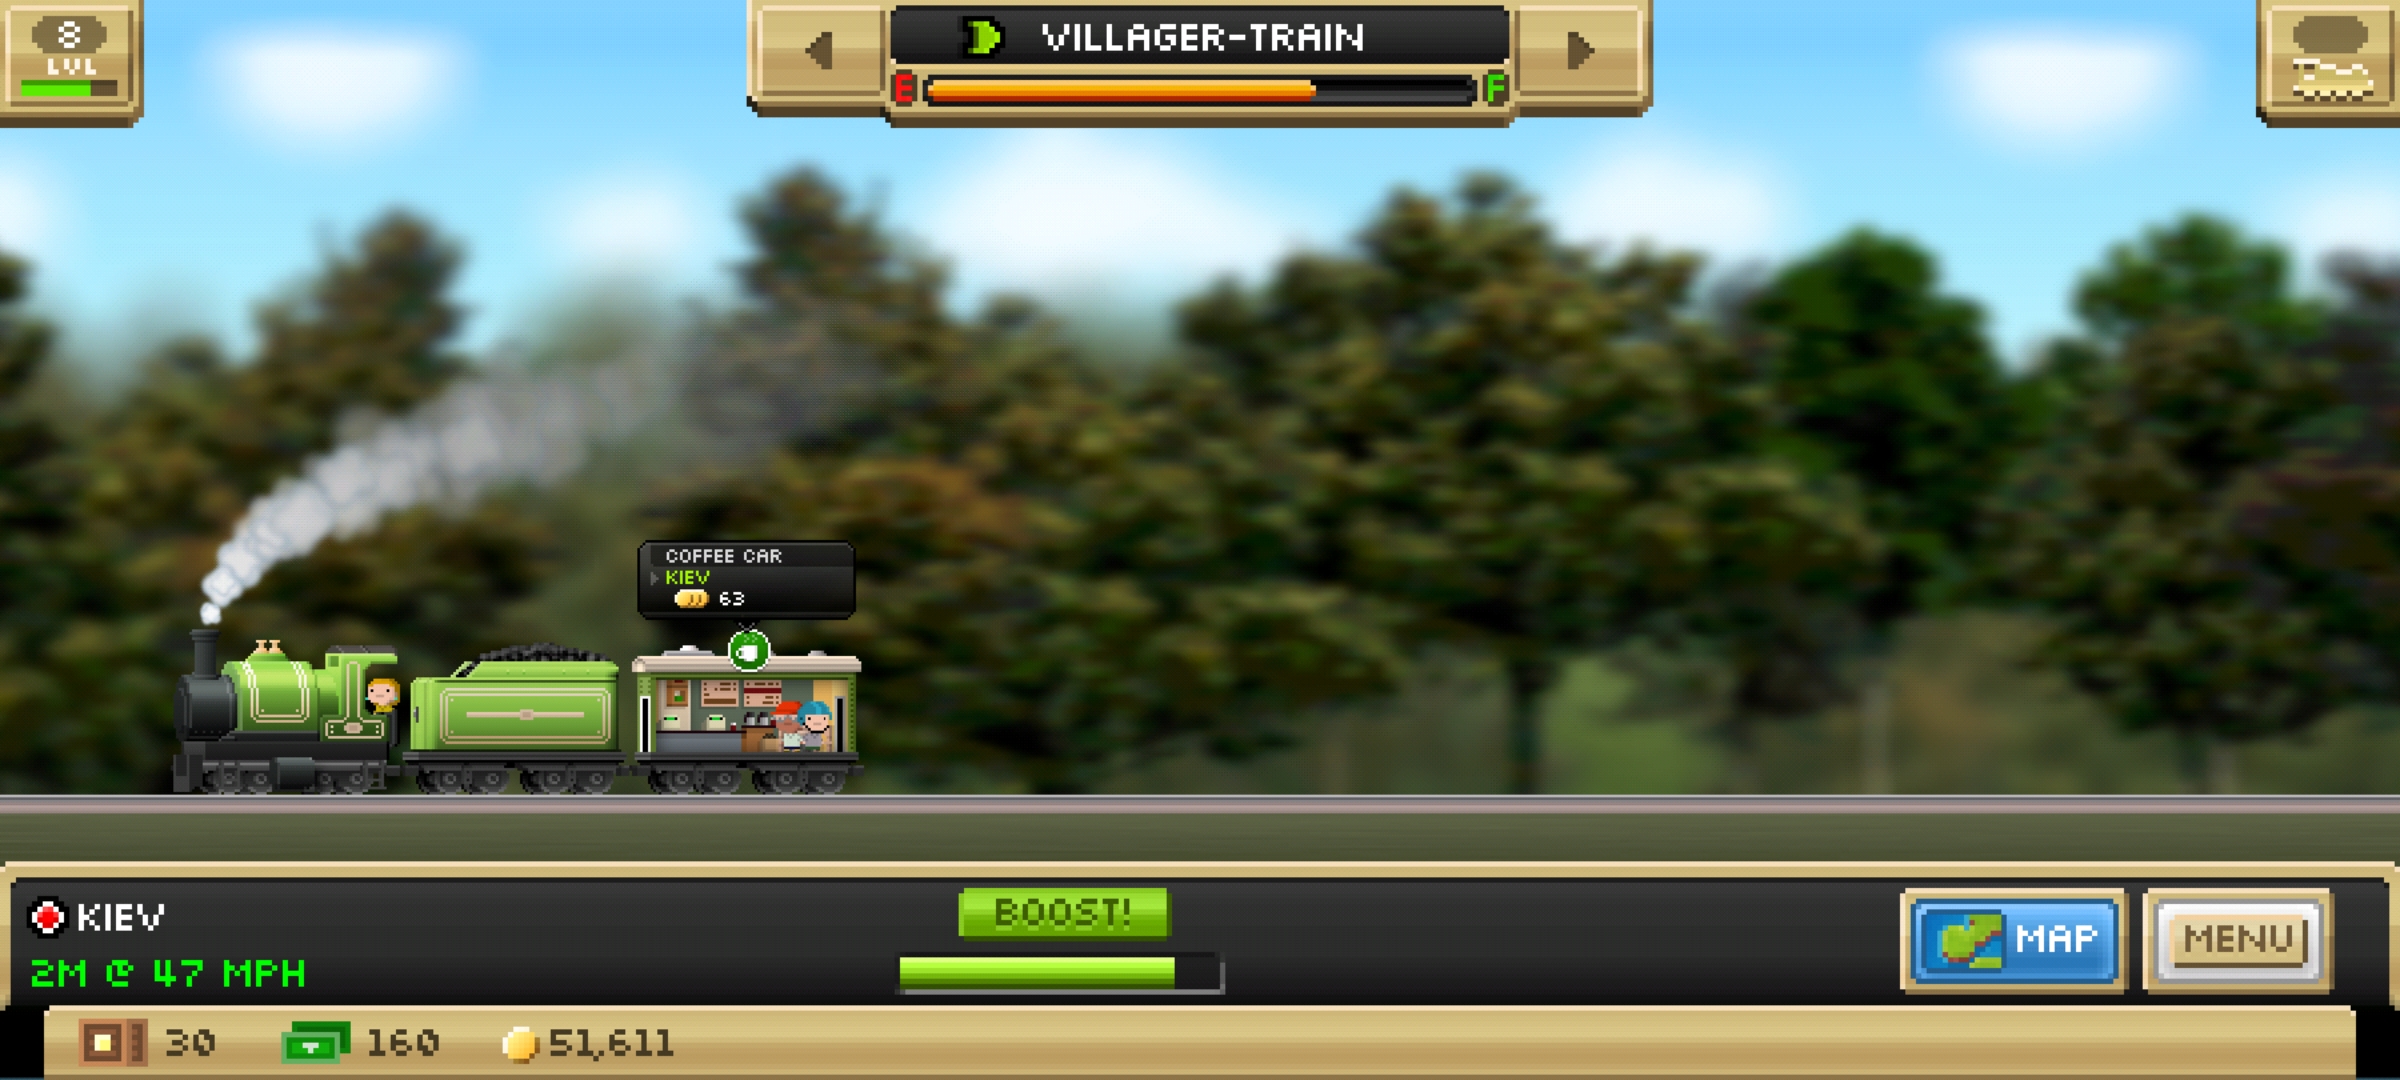 8
LVL
VILLAGER-TRAIN
E
F
COFFEE CAR
KIEV
63
KIEV
2M @ 47 MPH
BOOST!
MAP
MENU
30
160
51,611